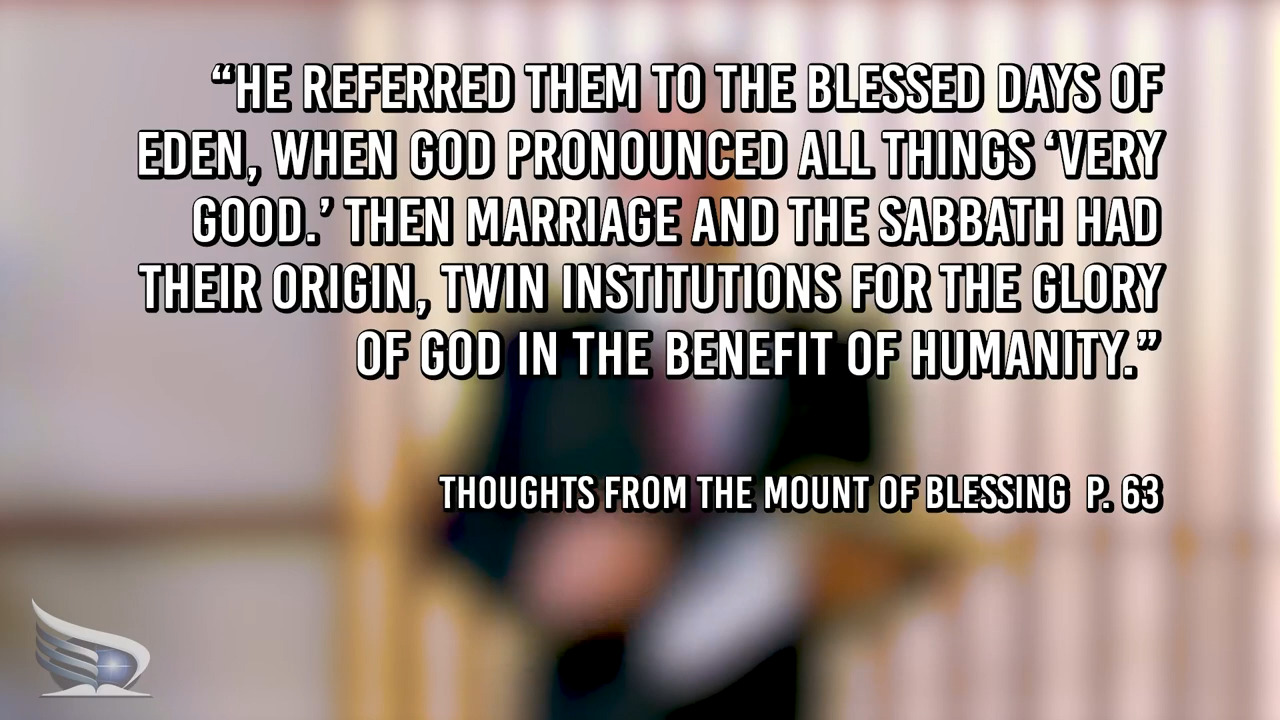 “HE REFERRED THEM TO THE BLESSED DAYS OF
EDEN, WHEN GOD PRONOUNCED ALL THINGS ‘VERY
GOOD.’ THEN MARRIAGE AND THE SABBATH HAD
THEIR ORIGIN, TWIN INSTITUTIONS FOR THE GLORY
OF GOD IN THE BENEFIT OF HUMANITY.”
THOUGHTS FROM THE MOUNT OF BLESSING P. 63